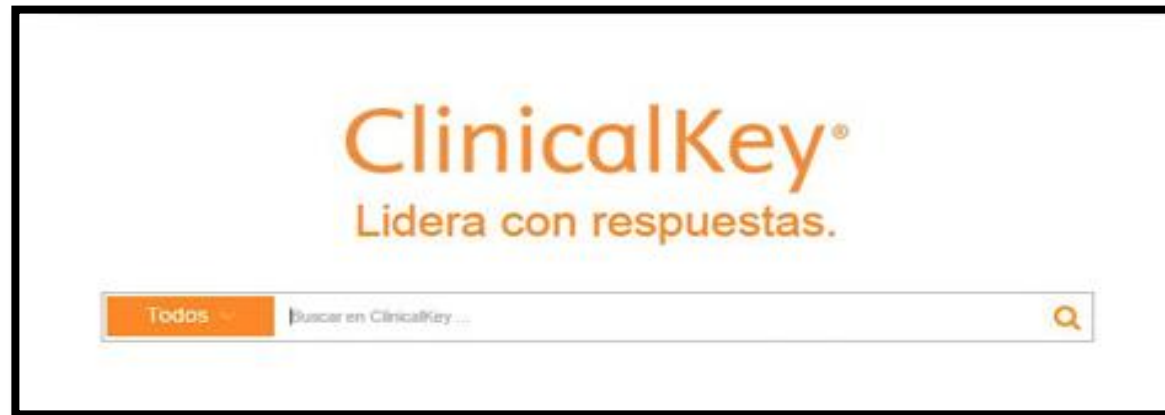 ClinicalKey®
Lidera con respuestas.
Todos Buscar en ClinicalKey ...